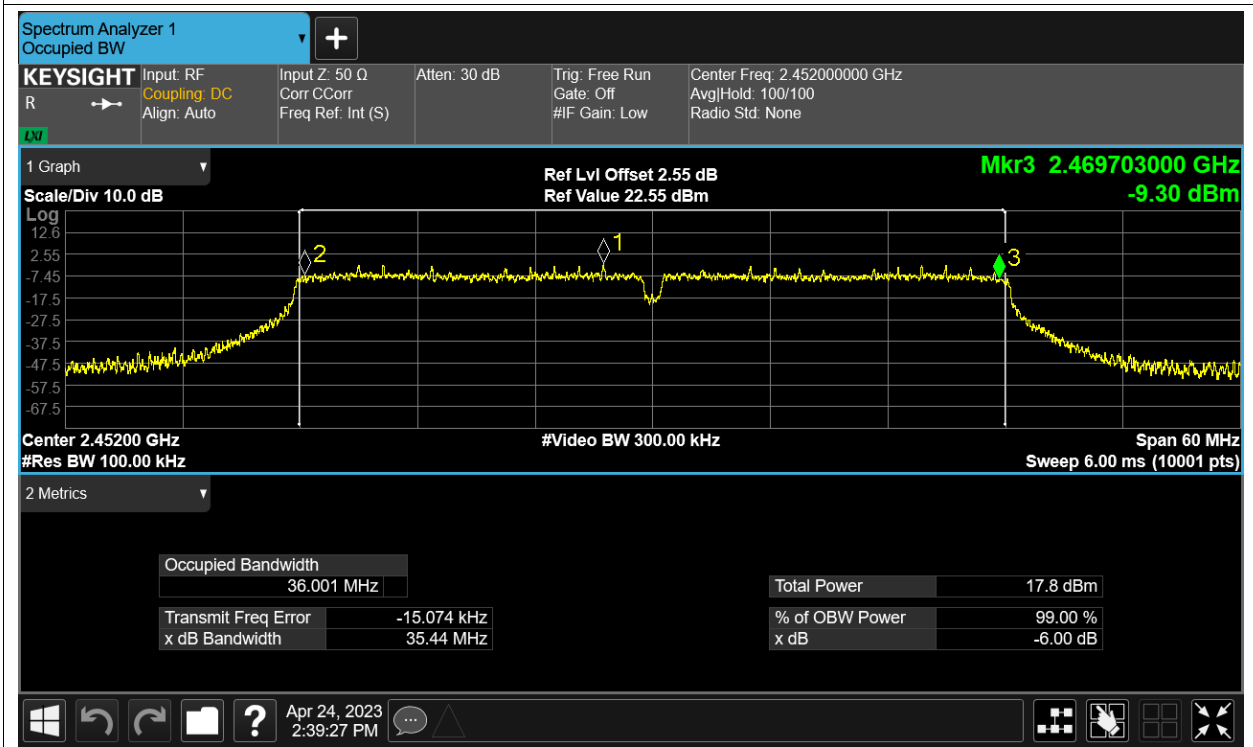 Spectrum Analyzer 1
Occupied BW
KEYSIGHT
R
LXI
Input: RF
Coupling: DC
Align: Auto
Input Z: 50 Ω
Corr CCorr
Freq Ref: Int (S)
Atten: 30 dB
Trig: Free Run
Gate: Off
#IF Gain: Low
Center Freq: 2.452000000 GHz
Avg|Hold: 100/100
Radio Std: None
1 Graph
Scale/Div 10.0 dB
Ref Lvl Offset 2.55 dB
Ref Value 22.55 dBm
Mkr3 2.469703000 GHz
-9.30 dBm
Log
12.6
2.55
-7.45
-17.5
-27.5
-37.5
-47.5
-57.5
-67.5
2
1
3
Center 2.45200 GHz
#Res BW 100.00 kHz
#Video BW 300.00 kHz
Span 60 MHz
Sweep 6.00 ms (10001 pts)
2 Metrics
Occupied Bandwidth
36.001 MHz
Transmit Freq Error -15.074 kHz
x dB Bandwidth 35.44 MHz
Total Power 17.8 dBm
% of OBW Power 99.00 %
x dB -6.00 dB
?
Apr 24, 2023
2:39:27 PM